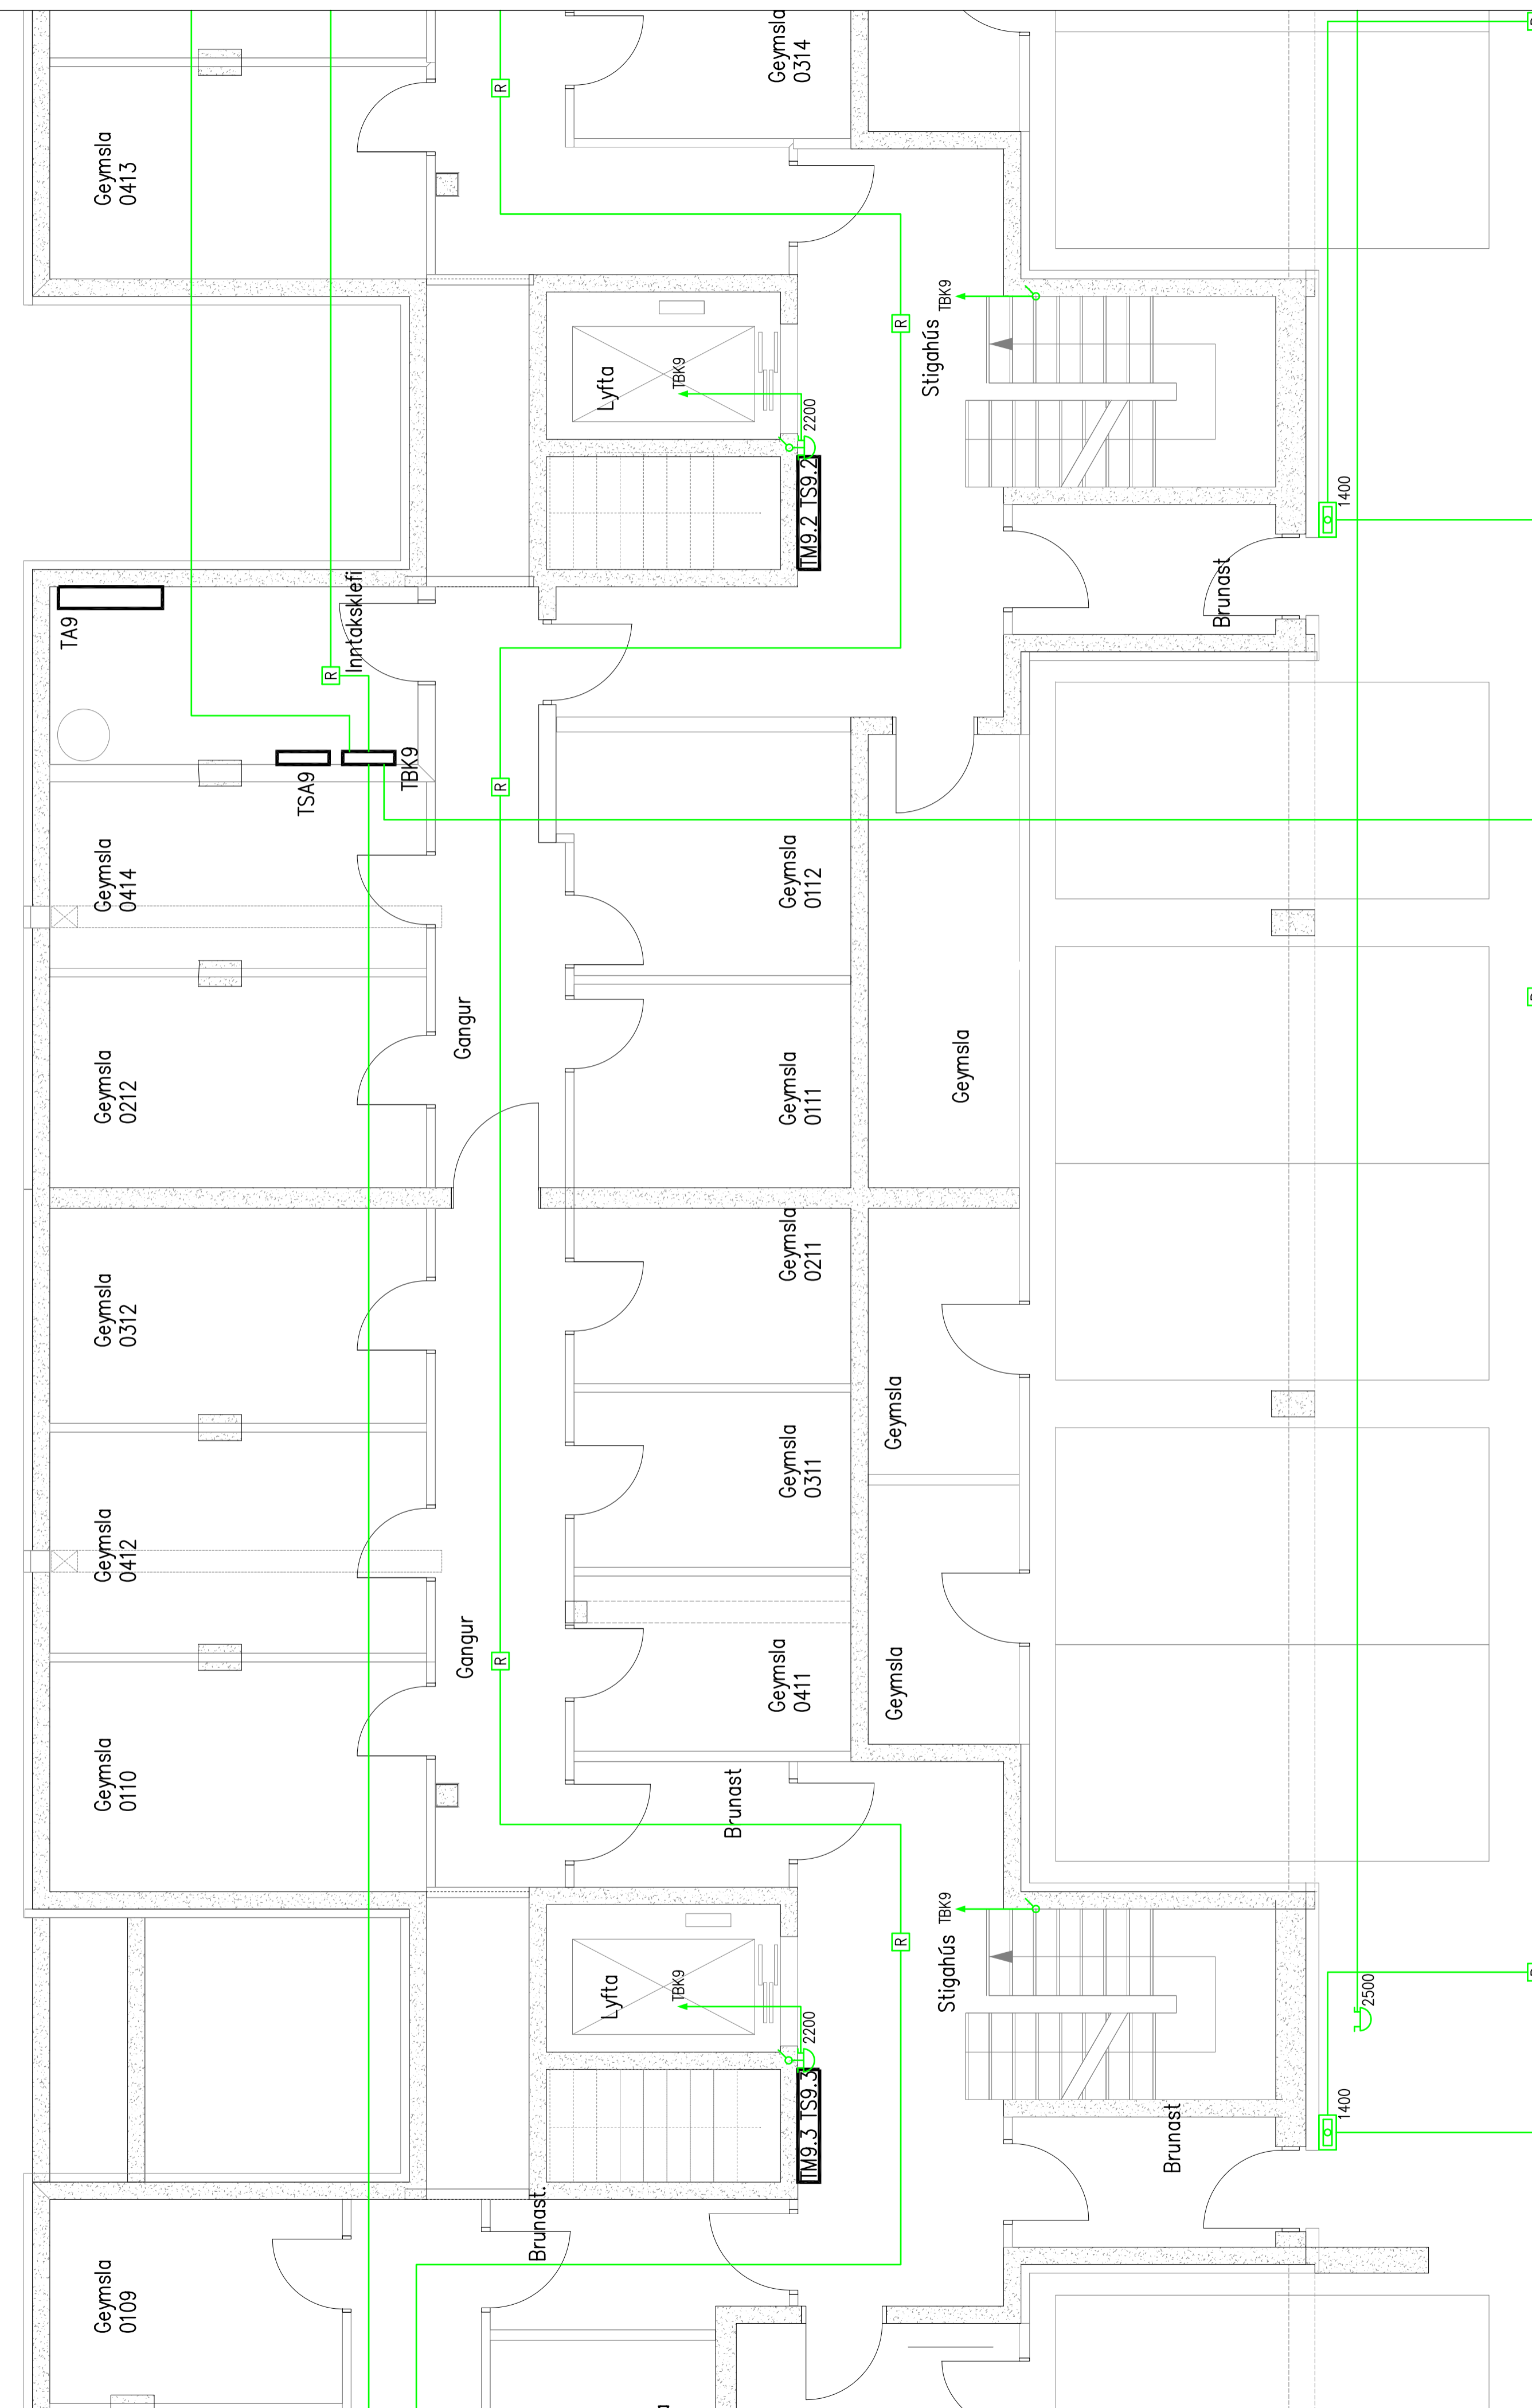 Geymsla
0314
R
Geymsla
0413
R
Stigahús
TBK9
Lyfta
TBK9
2200
TM9.2 TS9.2
1400
Brunast
Inntaksklefi
TA9
R
TSA9
TBK9
R
Geymsla
0414
Geymsla
0112
Gangur
Geymsla
0212
Geymsla
0111
Geymsla
Geymsla
0312
Geymsla
0211
Geymsla
Geymsla
0412
Geymsla
0311
Gangur
R
Geymsla
0411
Geymsla
Geymsla
0110
Brunast
R
Stigahús
TBK9
Lyfta
TBK9
2200
TM9.3 TS9.3
2500
1400
Brunast
Brunast.
Geymsla
0109